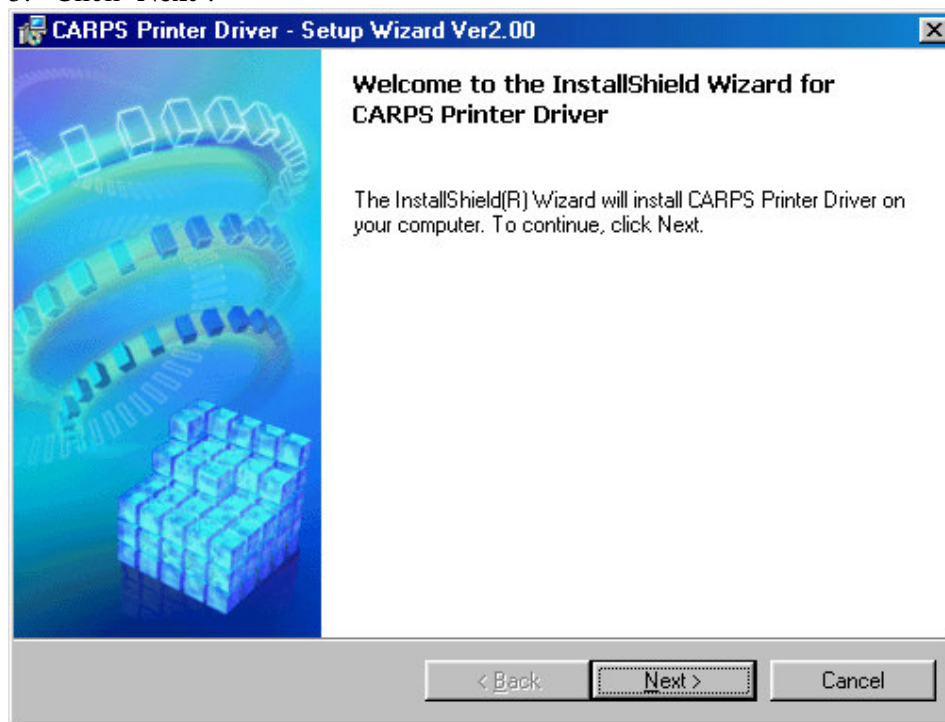 CARPS Printer Driver - Setup Wizard Ver2.00
Welcome to the InstallShield Wizard for
CARPS Printer Driver
The InstallShield(R) Wizard will install CARPS Printer Driver on
your computer. To continue, click Next.
< Back Next > Cancel